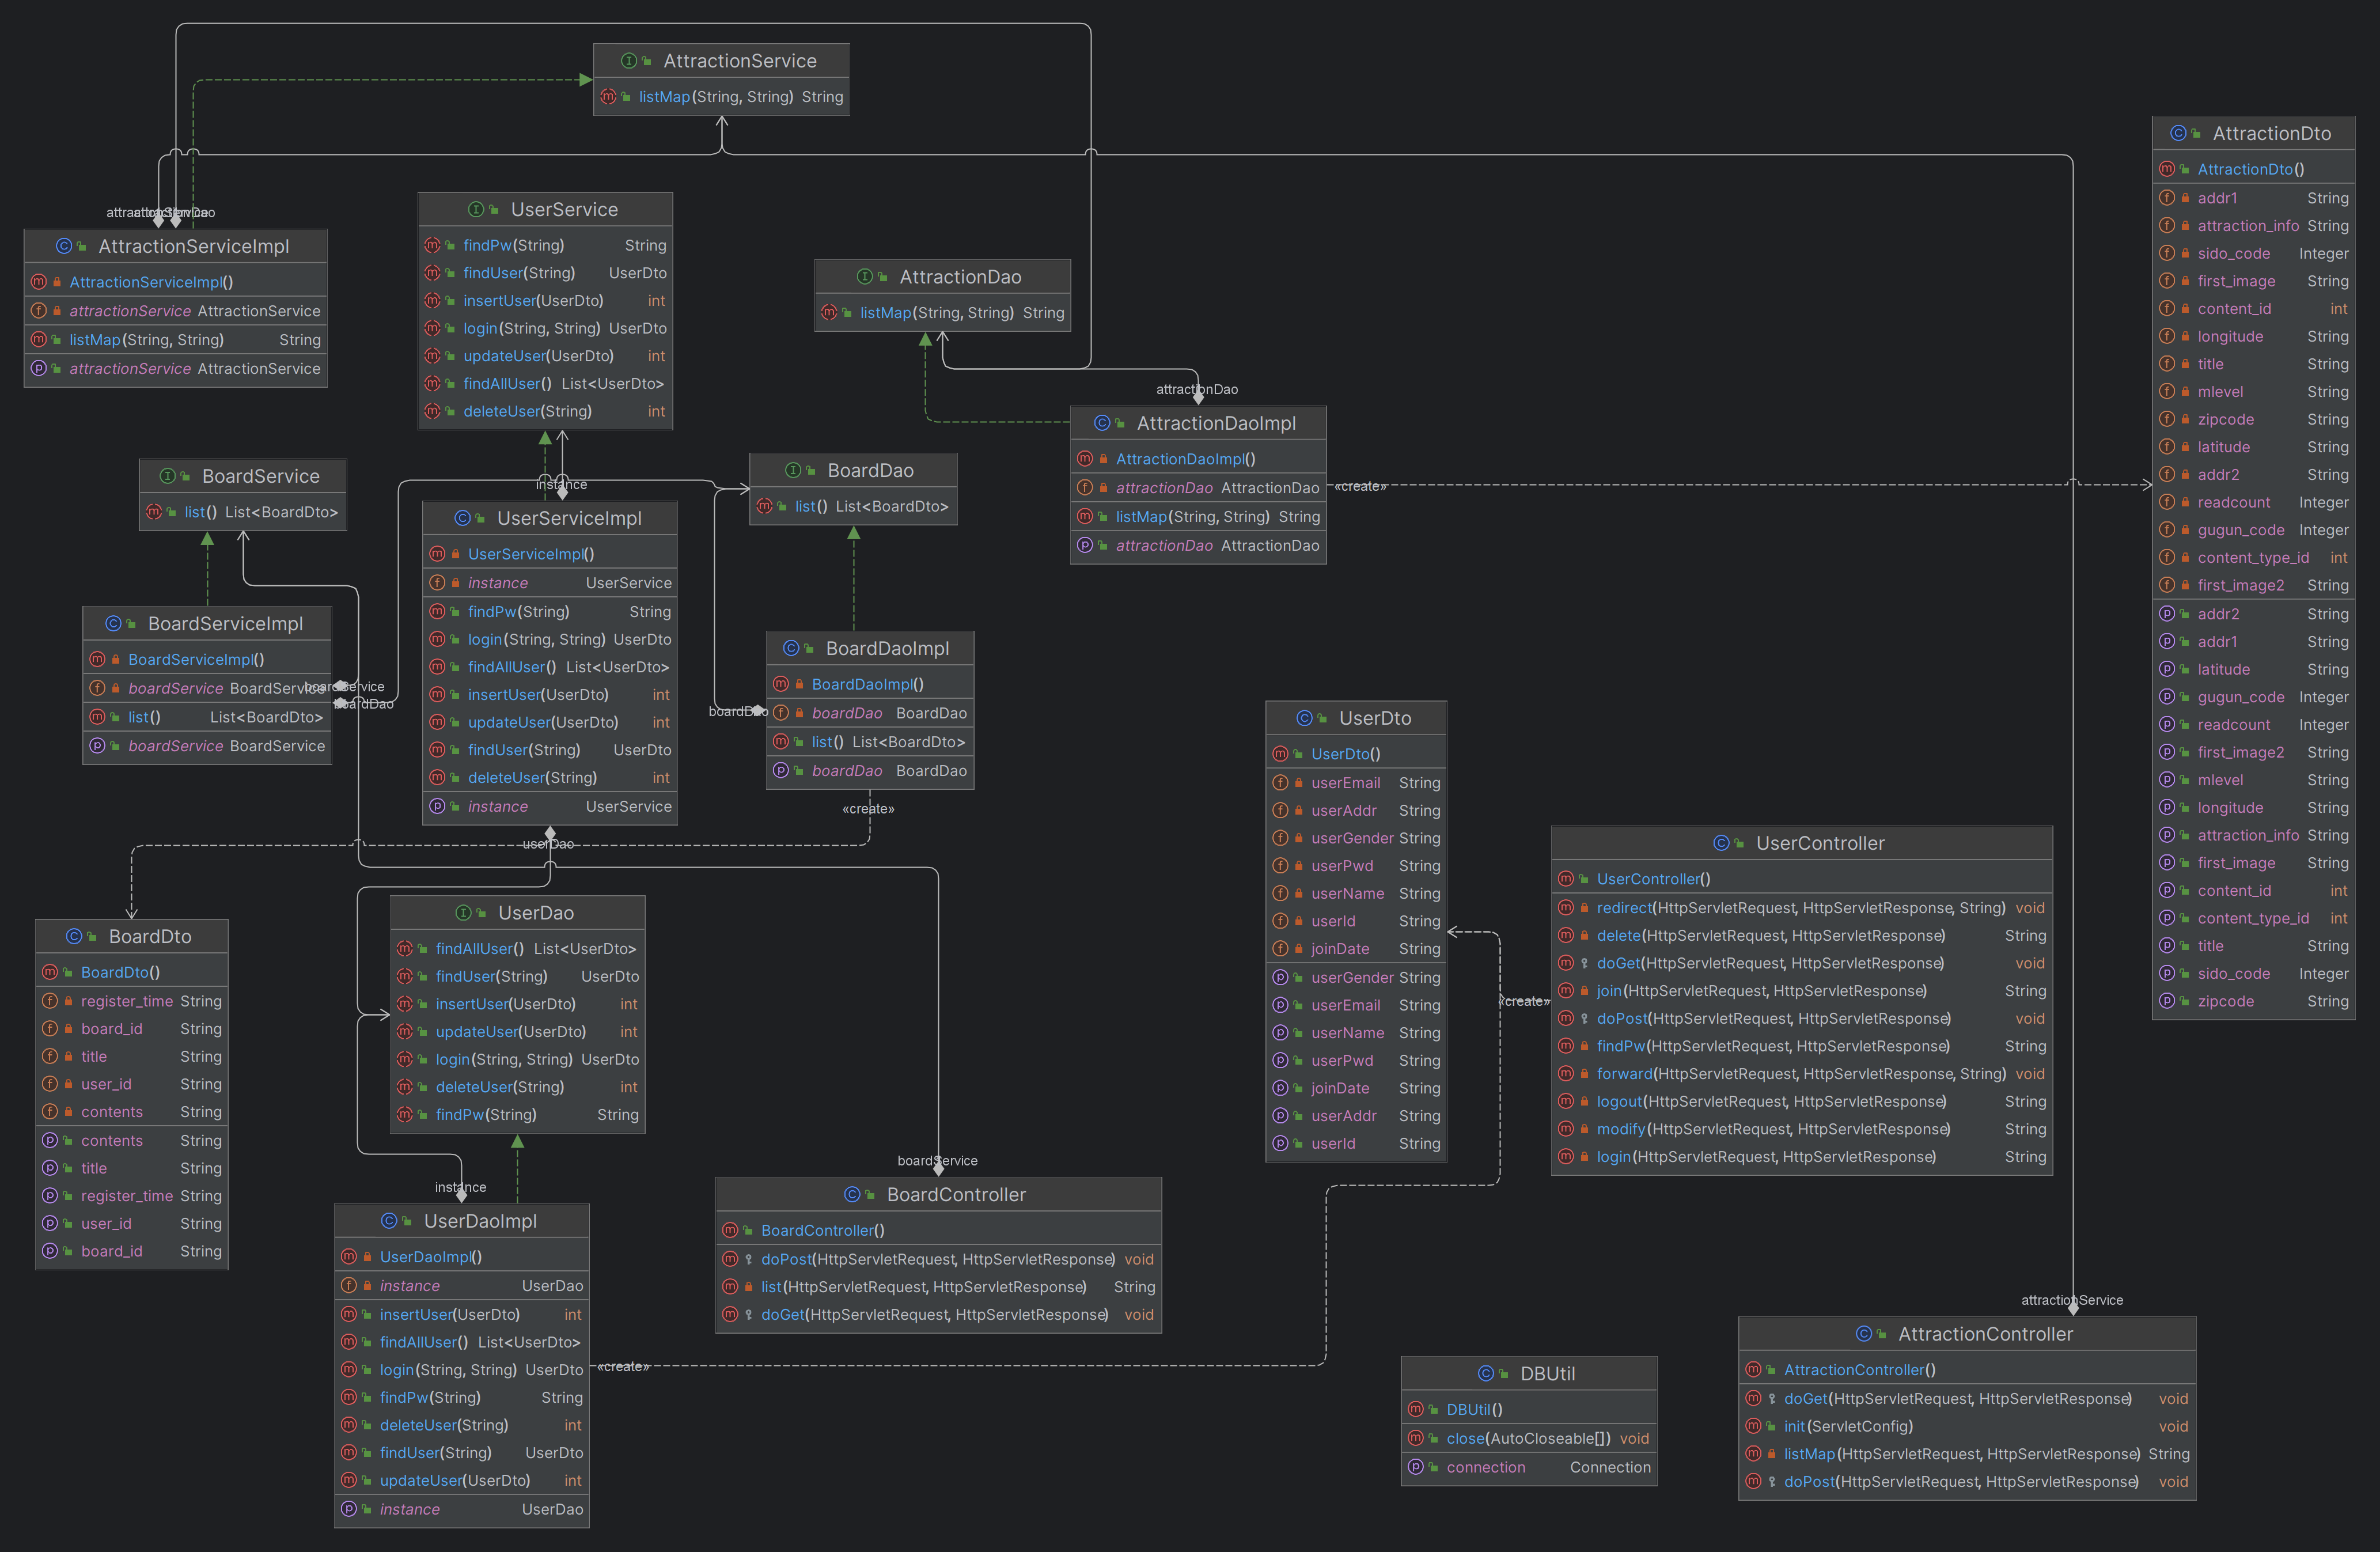 AttractionService
listMap(String, String) String
AttractionDto
AttractionDto()
addr1 String
attraction_info String
sido_code Integer
first_image String
content_id int
longitude String
title String
mlevel String
zipcode String
latitude String
addr2 String
readcount Integer
gugun_code Integer
content_type_id int
first_image2 String
addr2 String
addr1 String
latitude String
gugun_code Integer
readcount Integer
first_image2 String
mlevel String
longitude String
attraction_info String
first_image String
content_id int
content_type_id int
title String
sido_code Integer
zipcode String
attractionService
attractionDao
AttractionServiceImpl
AttractionServiceImpl()
attractionService AttractionService
listMap(String, String) String
attractionService AttractionService
UserService
findPw(String) String
findUser(String) UserDto
insertUser(UserDto) int
login(String, String) UserDto
updateUser(UserDto) int
findAllUser() List<UserDto>
deleteUser(String) int
AttractionDao
listMap(String, String) String
attractionDao
AttractionDaoImpl
AttractionDaoImpl()
attractionDao AttractionDao
listMap(String, String) String
attractionDao AttractionDao
«create»
BoardService
list() List<BoardDto>
BoardDao
list() List<BoardDto>
instance
UserServiceImpl
UserServiceImpl()
instance UserService
findPw(String) String
login(String, String) UserDto
findAllUser() List<UserDto>
insertUser(UserDto) int
updateUser(UserDto) int
findUser(String) UserDto
deleteUser(String) int
instance UserService
userDao
BoardServiceImpl
BoardServiceImpl()
boardService BoardService
list() List<BoardDto>
boardService BoardService
boardService
boardDao
BoardDaoImpl
BoardDaoImpl()
boardDao BoardDao
list() List<BoardDto>
boardDao BoardDao
boardDao
«create»
UserDto
UserDto()
userEmail String
userAddr String
userGender String
userPwd String
userName String
userId String
joinDate String
userGender String
userEmail String
userName String
userPwd String
joinDate String
userAddr String
userId String
«create»
UserController
UserController()
redirect(HttpServletRequest, HttpServletResponse, String) void
delete(HttpServletRequest, HttpServletResponse) String
doGet(HttpServletRequest, HttpServletResponse) void
join(HttpServletRequest, HttpServletResponse) String
doPost(HttpServletRequest, HttpServletResponse) void
findPw(HttpServletRequest, HttpServletResponse) String
forward(HttpServletRequest, HttpServletResponse, String) void
logout(HttpServletRequest, HttpServletResponse) String
modify(HttpServletRequest, HttpServletResponse) String
login(HttpServletRequest, HttpServletResponse) String
BoardDto
BoardDto()
register_time String
board_id String
title String
user_id String
contents String
contents String
title String
register_time String
user_id String
board_id String
UserDao
findAllUser() List<UserDto>
findUser(String) UserDto
insertUser(UserDto) int
updateUser(UserDto) int
login(String, String) UserDto
deleteUser(String) int
findPw(String) String
instance
UserDaoImpl
UserDaoImpl()
instance UserDao
insertUser(UserDto) int
findAllUser() List<UserDto>
login(String, String) UserDto
findPw(String) String
deleteUser(String) int
findUser(String) UserDto
updateUser(UserDto) int
instance UserDao
«create»
boardService
BoardController
BoardController()
doPost(HttpServletRequest, HttpServletResponse) void
list(HttpServletRequest, HttpServletResponse) String
doGet(HttpServletRequest, HttpServletResponse) void
DBUtil
DBUtil()
close(AutoCloseable[]) void
connection Connection
attractionService
AttractionController
AttractionController()
doGet(HttpServletRequest, HttpServletResponse) void
init(ServletConfig) void
listMap(HttpServletRequest, HttpServletResponse) String
doPost(HttpServletRequest, HttpServletResponse) void